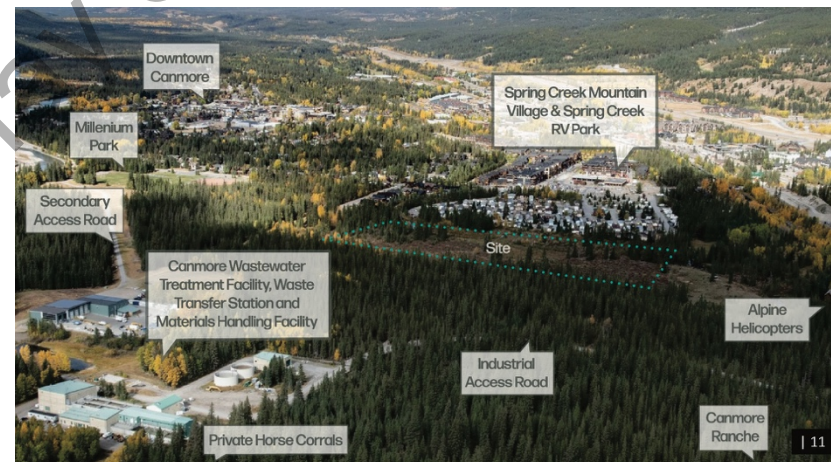 Downtown
Canmore
Spring Creek Mountain
Village & Spring Creek
RV Park
Millenium
Park
Secondary
Access Road
Site
Canmore Wastewater
Treatment Facility, Waste
Transfer Station and
Materials Handling Facility
Alpine
Helicopters
Industrial
Access Road
Canmore
Ranche
Private Horse Corrals
| 11